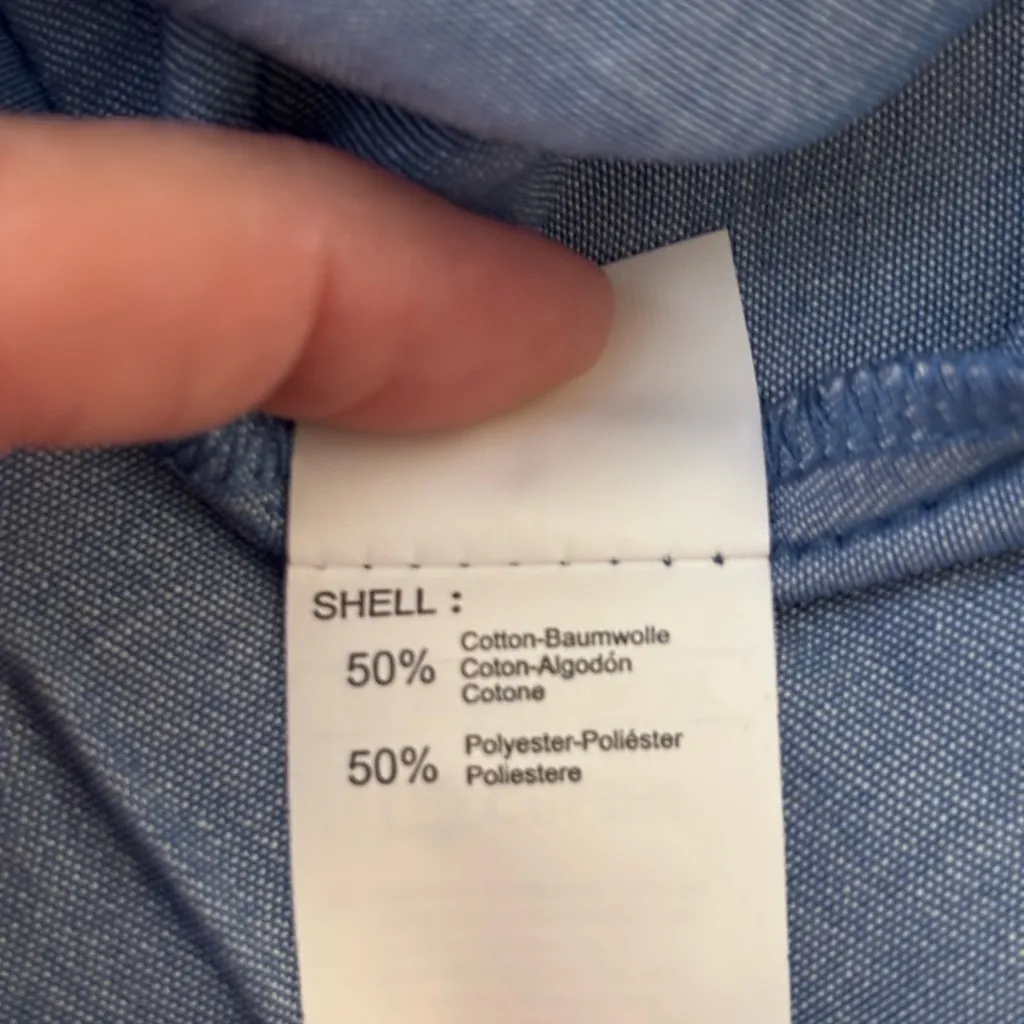 SHELL :
50% Cotton-Baumwolle
Coton-Algodón
Cotone
50% Polyester-Poliéster
Poliestere